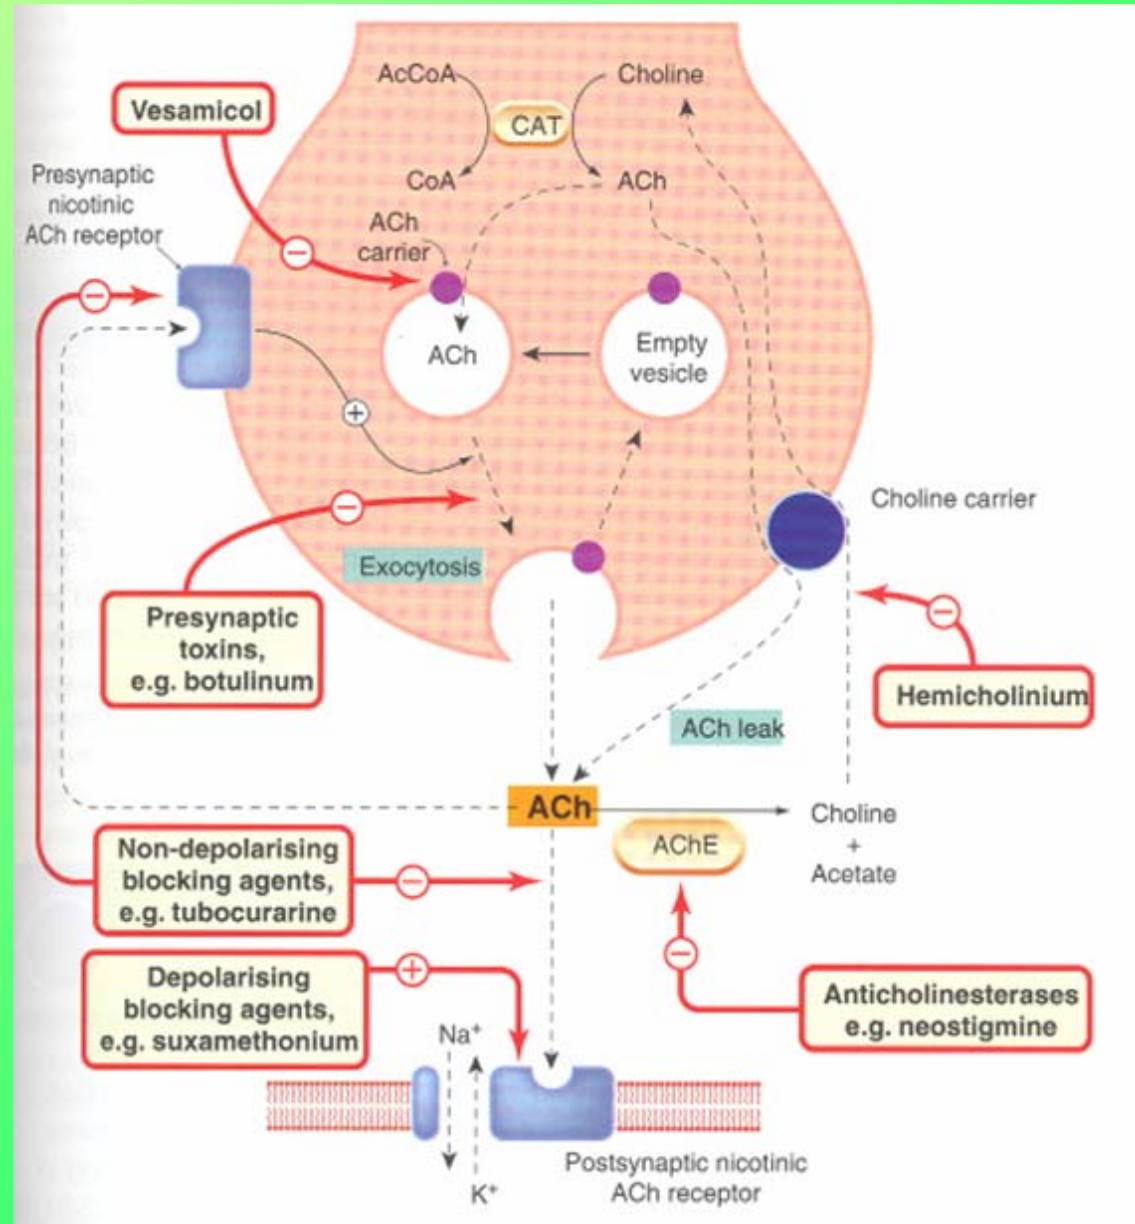 AcCoA
Choline
Vesamicol
CAT
CoA
ACh
Presynaptic
nicotinic
ACh receptor
ACh
carrier
ACh
Empty
vesicle
Choline carrier
Exocytosis
Presynaptic
toxins,
e.g. botulinum
Hemicholinium
ACh leak
ACh
Choline
+
Acetate
AChE
Non-depolarising
blocking agents,
e.g. tubocurarine
Depolarising
blocking agents,
e.g. suxamethonium
Anticholinesterases
e.g. neostigmine
Na⁺
K⁺
Postsynaptic nicotinic
ACh receptor